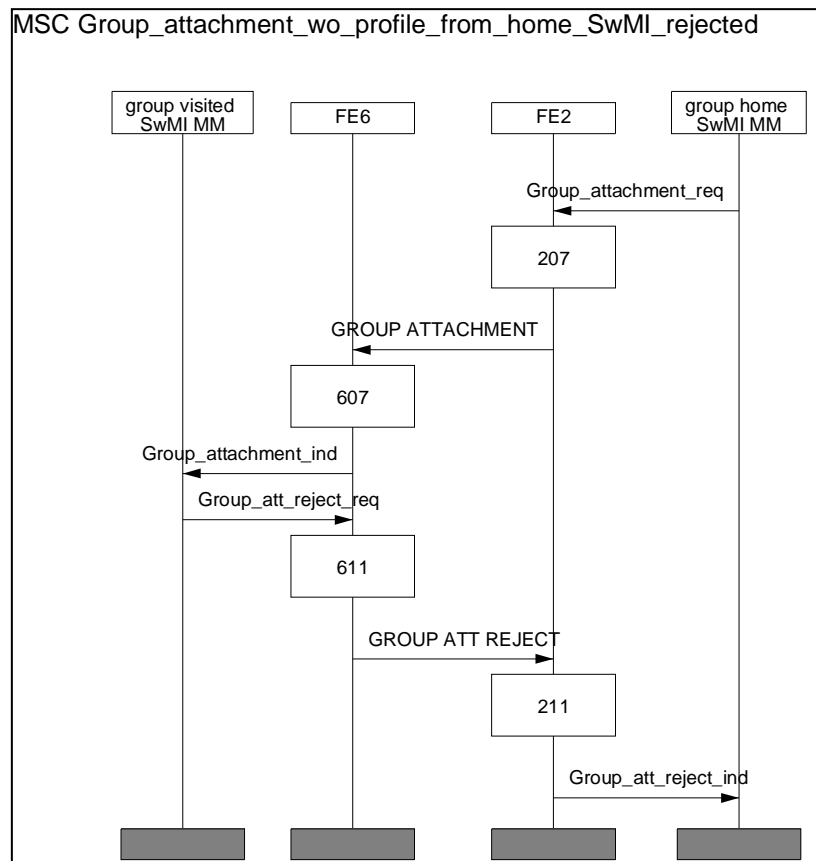 MSC Group_attachment_wo_profile_from_home_SwMI_rejected
group visited
SwMI MM
FE6
FE2
group home
SwMI MM
Group_attachment_req
207
GROUP ATTACHMENT
607
Group_attachment_ind
Group_att_reject_req
611
GROUP ATT REJECT
211
Group_att_reject_ind